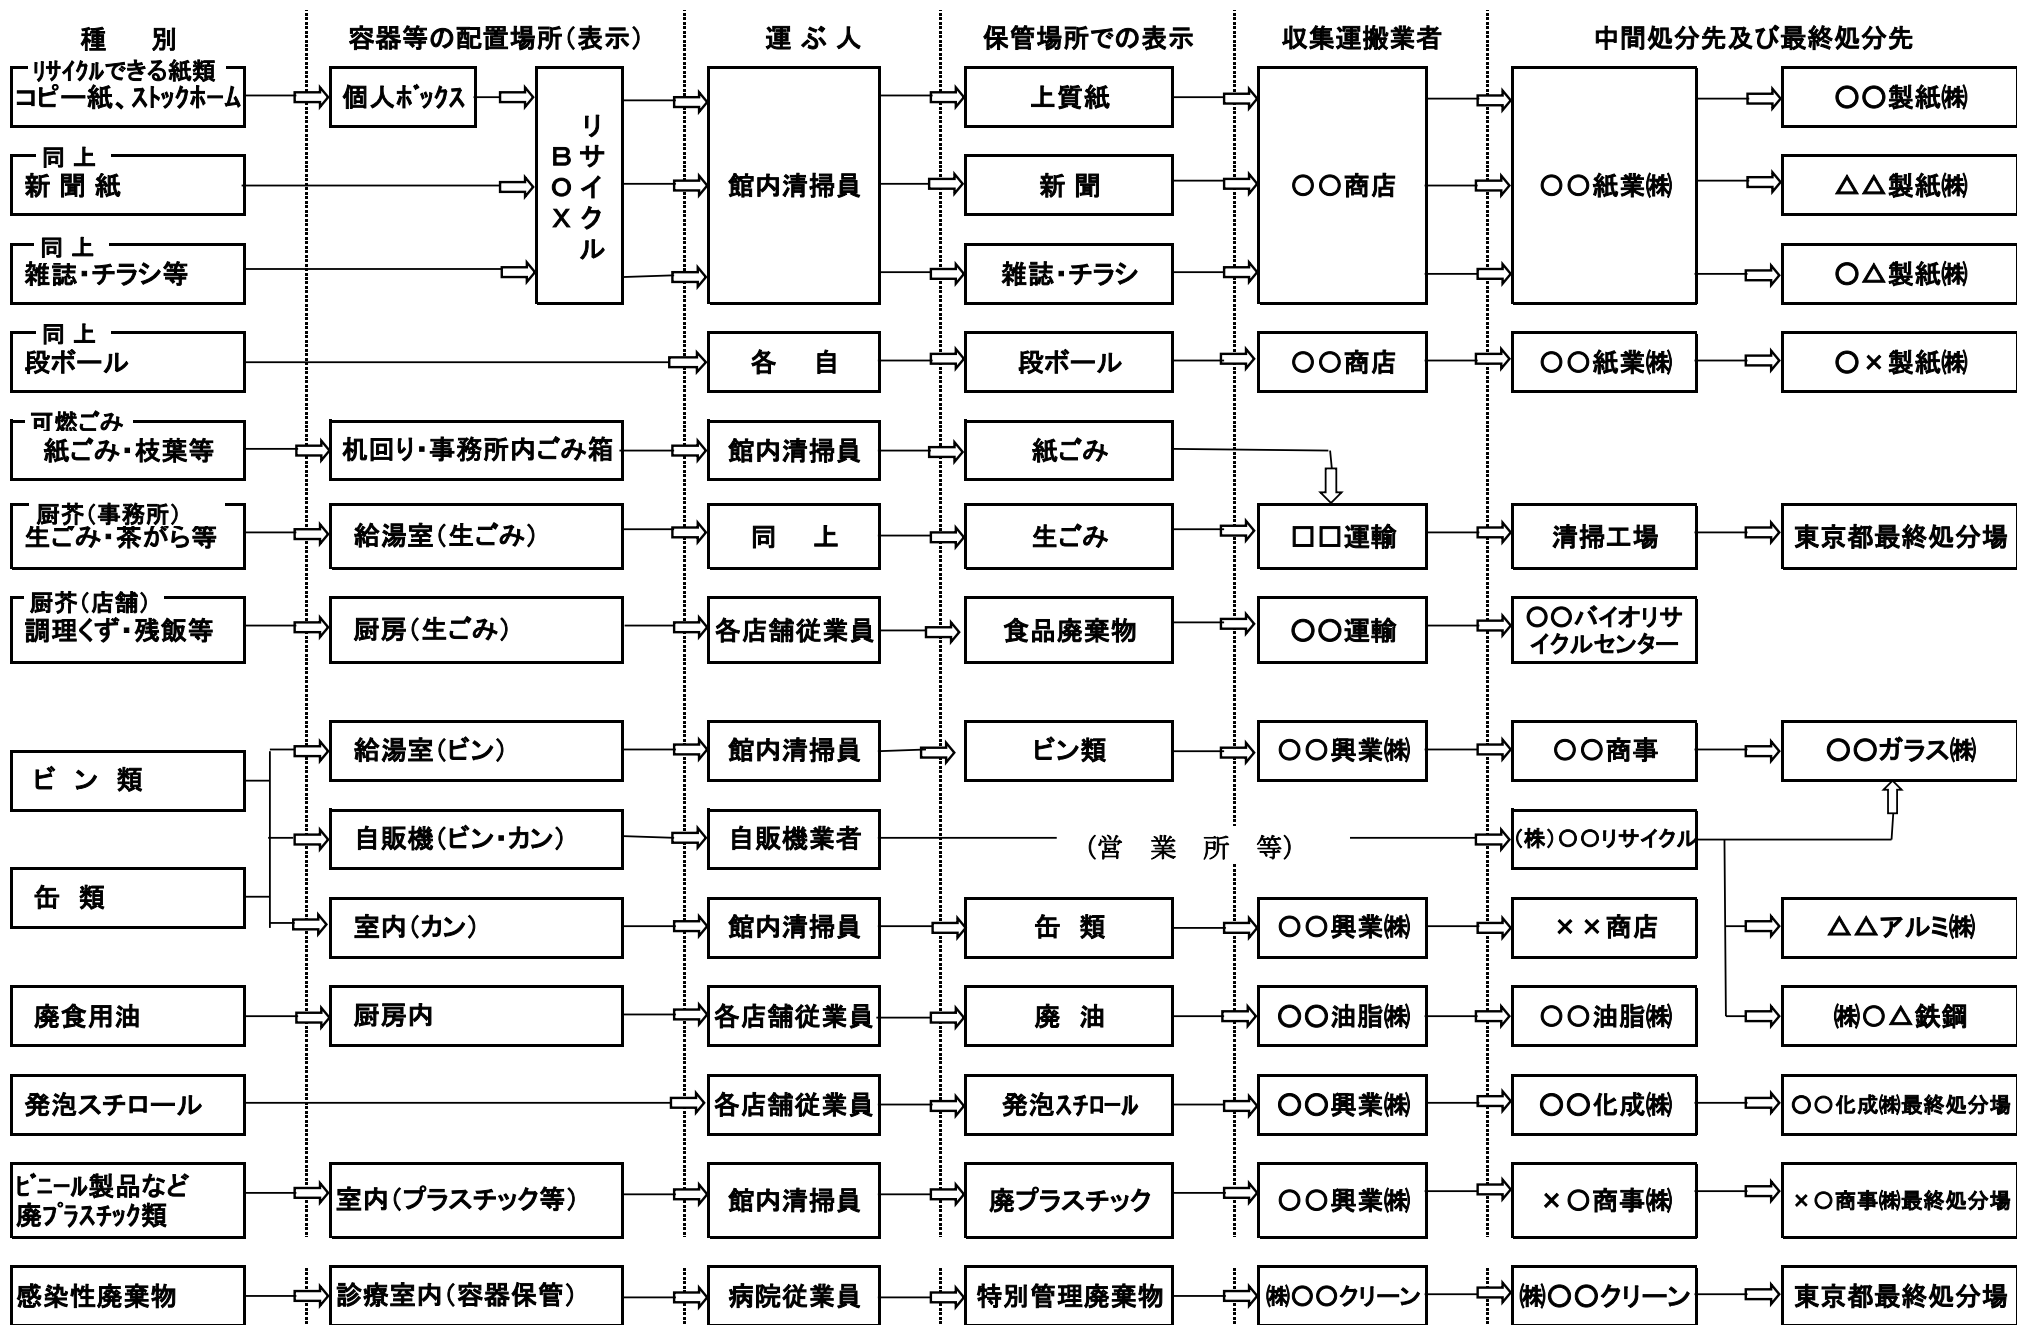 種　別
容器等の配置場所（表示）
運ぶ人
保管場所での表示
収集運搬業者
中間処分先及び最終処分先
リサイクルできる紙類
コピー紙、ストックホーム
個人ボックス
リサイクル
ＢＯＸ
館内清掃員
上質紙
○○商店
○○紙業㈱
○○製紙㈱
同上
新聞紙
新聞
△△製紙㈱
同上
雑誌・チラシ等
雑誌・チラシ
○△製紙㈱
同上
段ボール
各　自
段ボール
○○商店
○○紙業㈱
○×製紙㈱
可燃ごみ
紙ごみ・枝葉等
机回り・事務所内ごみ箱
館内清掃員
紙ごみ
厨芥（事務所）
生ごみ・茶がら等
給湯室（生ごみ）
同　上
生ごみ
□□運輸
清掃工場
東京都最終処分場
厨芥（店舗）
調理くず・残飯等
厨房（生ごみ）
各店舗従業員
食品廃棄物
○○運輸
○○バイオリサ
イクルセンター
ビン類
給湯室（ビン）
館内清掃員
ビン類
○○興業㈱
○○商事
○○ガラス㈱
自販機（ビン・カン）
自販機業者
（営　業　所　等）
（株）○○リサイクル
缶類
室内（カン）
館内清掃員
缶類
○○興業㈱
××商店
△△アルミ㈱
廃食用油
厨房内
各店舗従業員
廃油
○○油脂㈱
○○油脂㈱
㈱○△鉄鋼
発泡スチロール
各店舗従業員
発泡スチロール
○○興業㈱
○○化成㈱
○○化成㈱最終処分場
ビニール製品など
廃プラスチック類
室内（プラスチック等）
館内清掃員
廃プラスチック
○○興業㈱
×○商事㈱
×○商事㈱最終処分場
感染性廃棄物
診療室内（容器保管）
病院従業員
特別管理廃棄物
㈱○○クリーン
㈱○○クリーン
東京都最終処分場